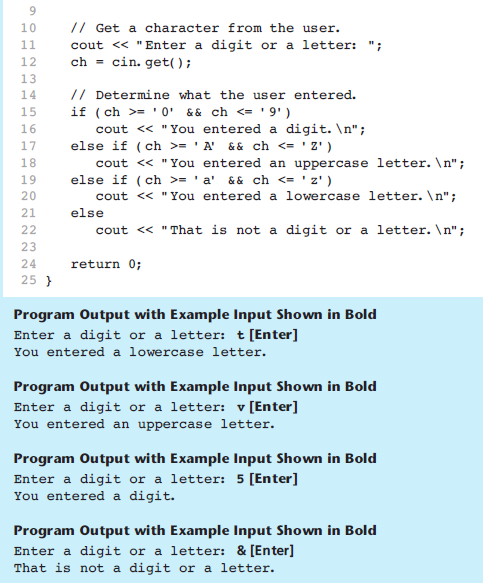 9
10 // Get a character from the user.
11 cout << "Enter a digit or a letter: ";
12 ch = cin.get();
13
14 // Determine what the user entered.
15 if (ch >= '0' && ch <= '9')
16 cout << "You entered a digit.\n";
17 else if (ch >= 'A' && ch <= 'Z')
18 cout << "You entered an uppercase letter.\n";
19 else if (ch >= 'a' && ch <= 'z')
20 cout << "You entered a lowercase letter.\n";
21 else
22 cout << "That is not a digit or a letter.\n";
23
24 return 0;
25 }
Program Output with Example Input Shown in Bold
Enter a digit or a letter: t [Enter]
You entered a lowercase letter.
Program Output with Example Input Shown in Bold
Enter a digit or a letter: v [Enter]
You entered an uppercase letter.
Program Output with Example Input Shown in Bold
Enter a digit or a letter: 5 [Enter]
You entered a digit.
Program Output with Example Input Shown in Bold
Enter a digit or a letter: & [Enter]
That is not a digit or a letter.